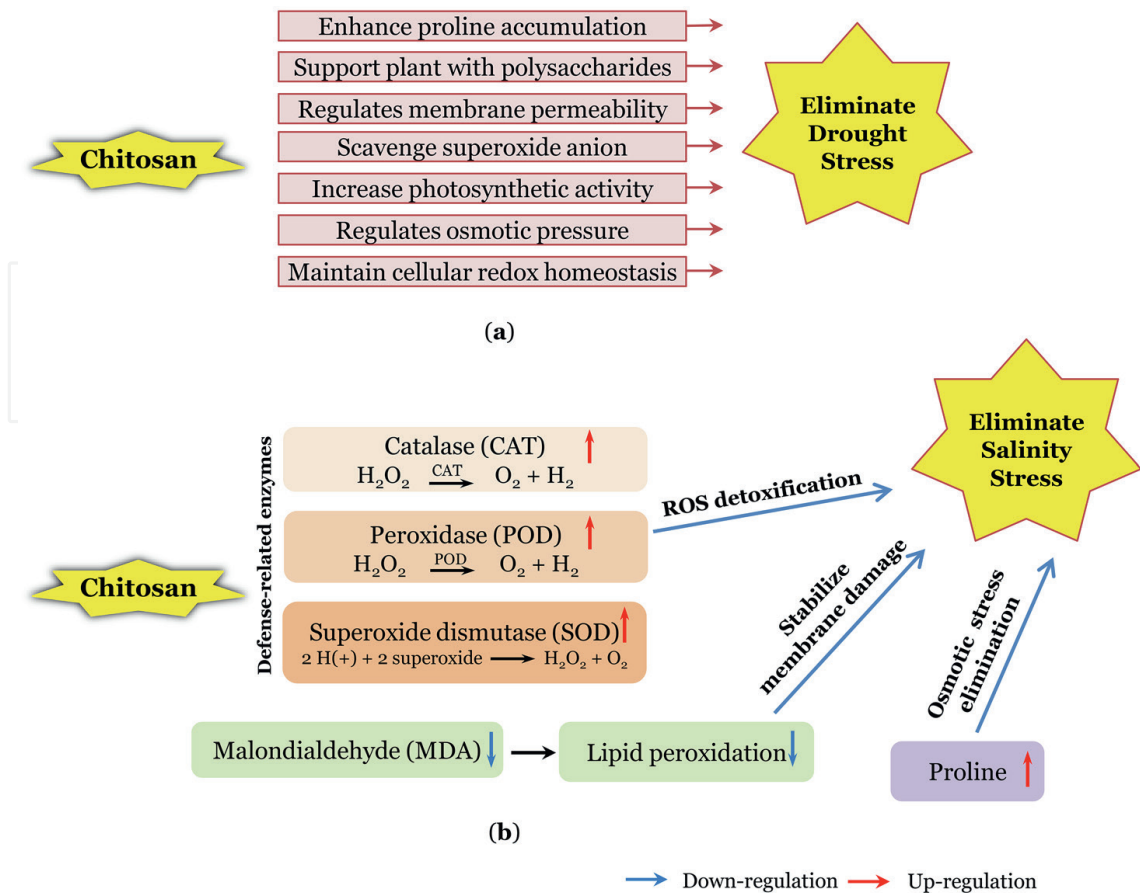 Enhance proline accumulation
Support plant with polysaccharids
Regulates membrane permeability
Scavenge superoxide anion
Increase photosynthetic activity
Regulates osmotic pressure
Maintain cellular redox homeostasis
Chitosan
Eliminate
Drought
Stress
(a)
Chitosan
Defense-related enzymes
Catalase (CAT)
H₂O₂ CAT → O₂ + H₂
Peroxidase (POD)
H₂O₂ POD → O₂ + H₂
Superoxide dismutase (SOD)
2 H(+) + 2 superoxide → H₂O₂ + O₂
Malondialdehyde (MDA)
Lipid peroxidation
Proline
ROS detoxification
Stabilize
membrane damage
Osmotic stress
elimination
Eliminate
Salinity
Stress
(b)
Down-regulation
Up-regulation